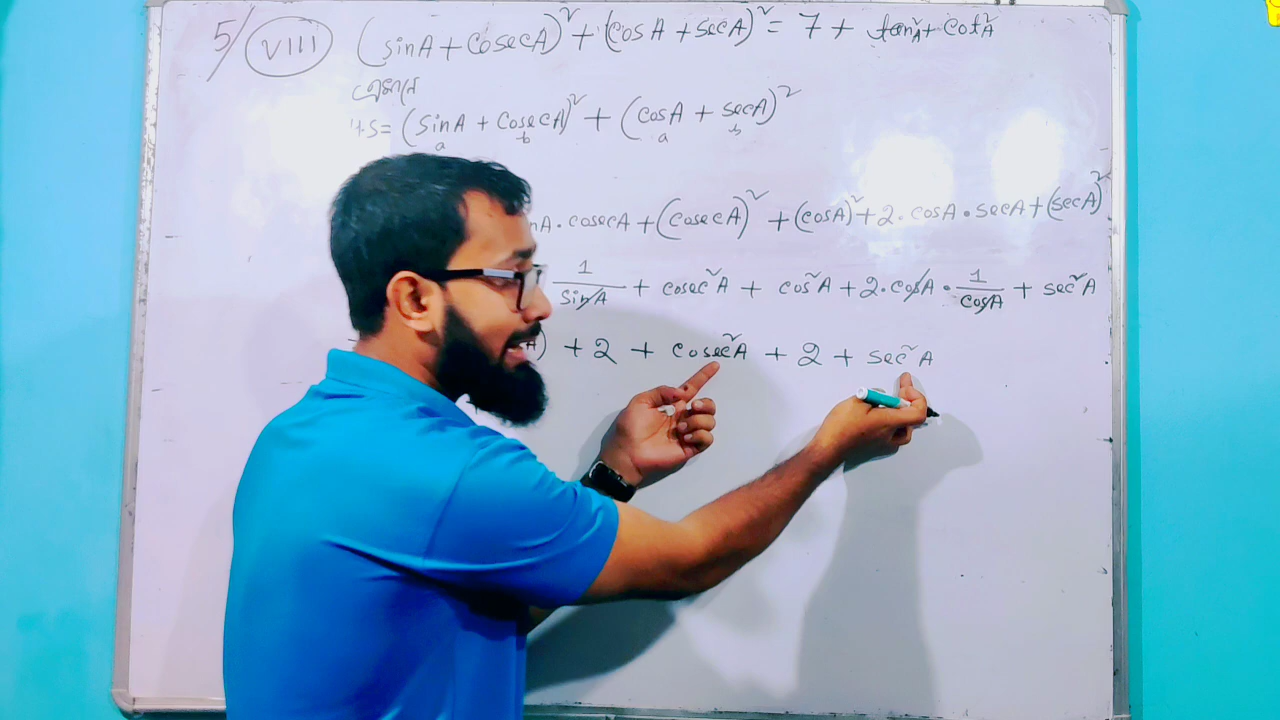 5/ VIII (sinA + cosecA)² + (cosA + secA)² = 7 + tan²A + cot²A
এখানে
H.S = (sinA + cosecA)² + (cosA + secA)²
a b a b
nA · cosecA + (cosecA)² + (cosA)² + 2 · cosA · secA + (secA)²
1/sinA + cosec²A + cos²A + 2 · cosA · 1/cosA + sec²A
) + 2 + cosec²A + 2 + sec²A